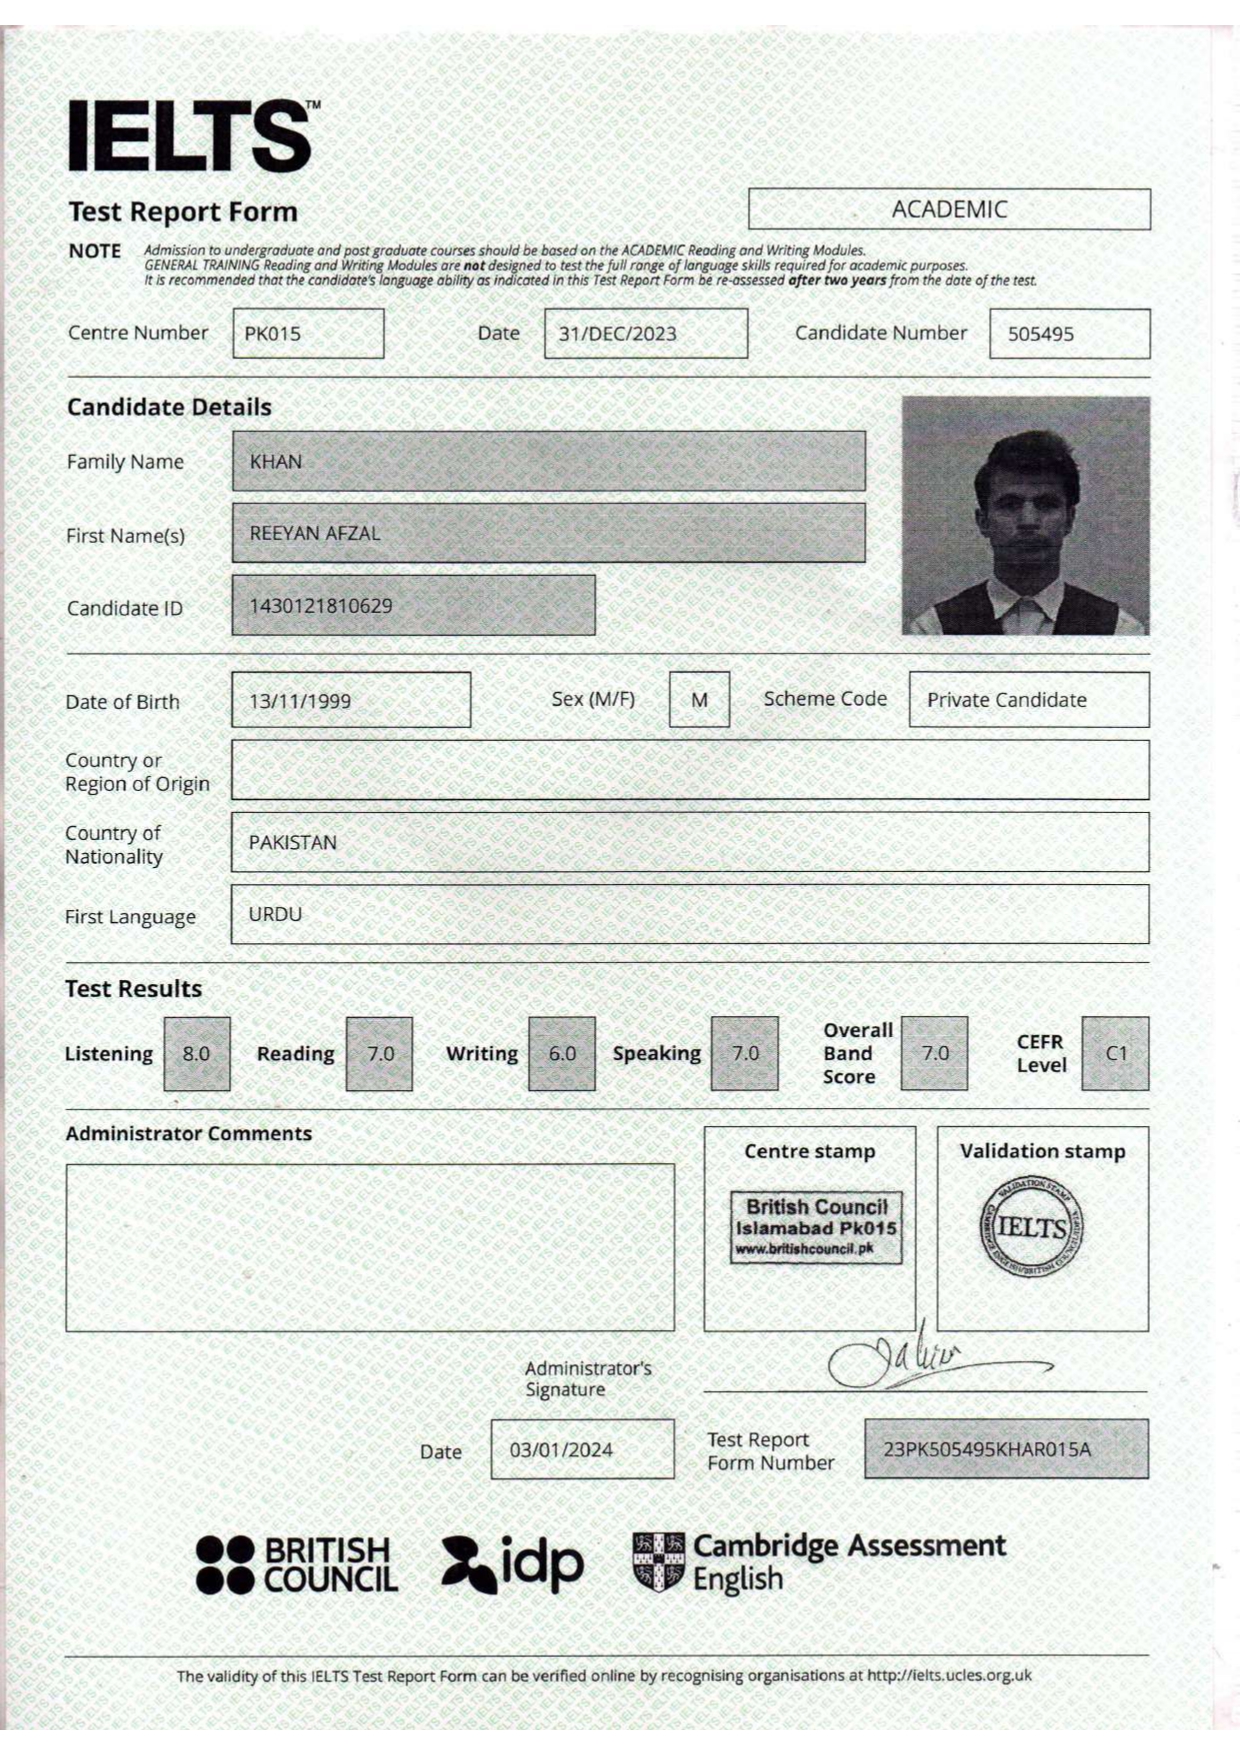 IELTS™
Test Report Form
ACADEMIC
NOTE Admission to undergraduate and post graduate courses should be based on the ACADEMIC Reading and Writing Modules.
GENERAL TRAINING Reading and Writing Modules are not designed to test the full range of language skills required for academic purposes.
It is recommended that the candidate's language ability as indicated in this Test Report Form be re-assessed after two years from the date of the test.
Centre Number PK015 Date 31/DEC/2023 Candidate Number 505495
Candidate Details
Family Name KHAN
First Name(s) REEYAN AFZAL
Candidate ID 1430121810629
Date of Birth 13/11/1999 Sex (M/F) M Scheme Code Private Candidate
Country or
Region of Origin
Country of
Nationality PAKISTAN
First Language URDU
Test Results
Listening 8.0 Reading 7.0 Writing 6.0 Speaking 7.0 Overall Band Score 7.0 CEFR Level C1
Administrator Comments
Centre stamp
British Council
Islamabad Pk015
www.britishcouncil.pk
Validation stamp
VALIDATION STAMP
IELTS
Administrator's
Signature
Date 03/01/2024
Test Report
Form Number 23PK505495KHAR015A
BRITISH
COUNCIL
idp
Cambridge Assessment
English
The validity of this IELTS Test Report Form can be verified online by recognising organisations at http://ielts.ucles.org.uk